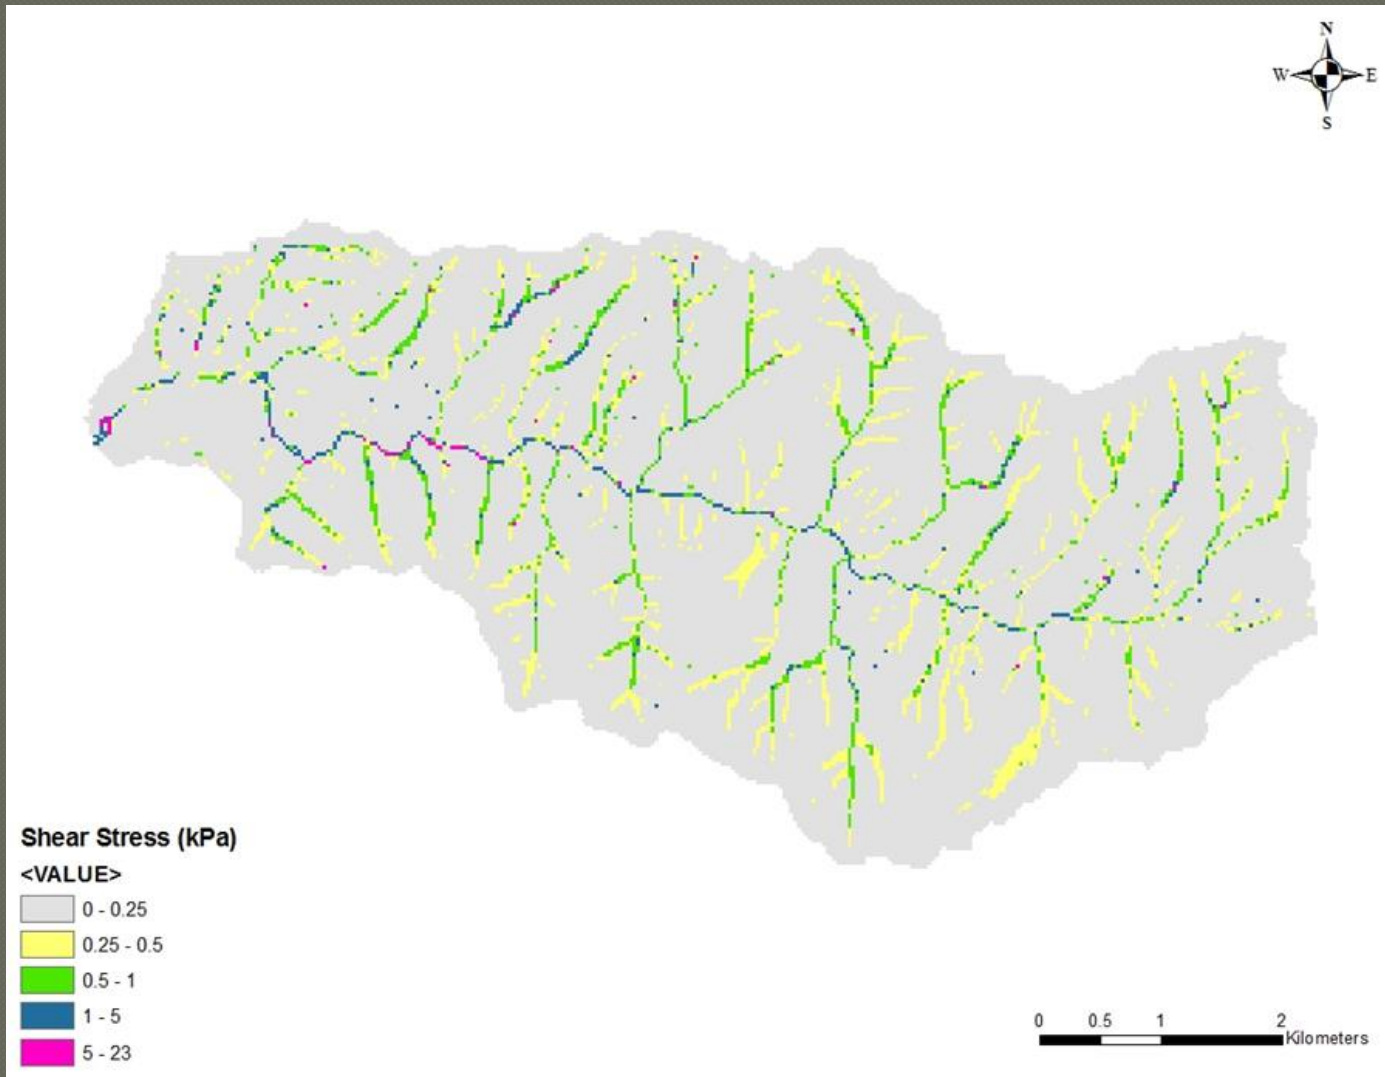 N
W E
S
Shear Stress (kPa)
<VALUE>
0 - 0.25
0.25 - 0.5
0.5 - 1
1 - 5
5 - 23
0 0.5 1 2
Kilometers